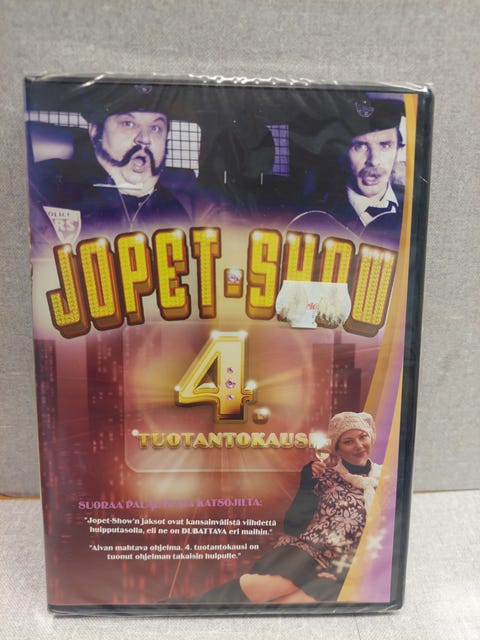 JOPET-SHOW
4.
TUOTANTOKAUSI
SUORAA PALAUTETTA KATSOJILTA:
"Jopet-Show'n jaksot ovat kansainvälistä viihdettä
huipputasolla, eli ne on DUBATTAVA eri maihin."
"Aivan mahtava ohjelma. 4. tuotantokausi on
tuonut ohjelman takaisin huipulle."